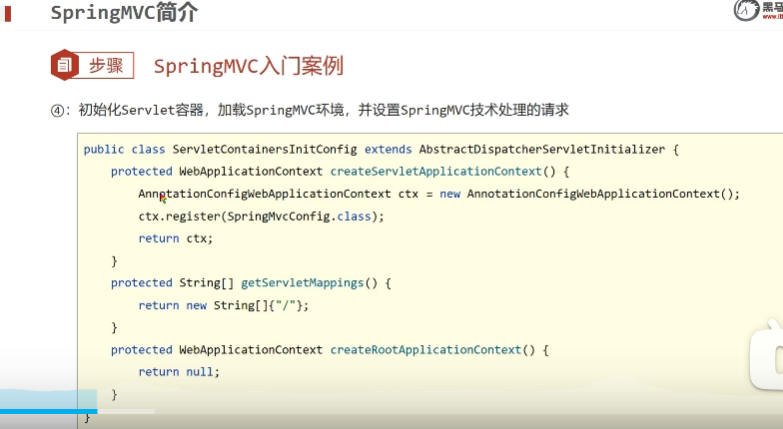 SpringMVC简介
黑马
www.it
步骤
SpringMVC入门案例
④：初始化Servlet容器，加载SpringMVC环境，并设置SpringMVC技术处理的请求
public class ServletContainersInitConfig extends AbstractDispatcherServletInitializer {
protected WebApplicationContext createServletApplicationContext() {
AnnotationConfigWebApplicationContext ctx = new AnnotationConfigWebApplicationContext();
ctx.register(SpringMvcConfig.class);
return ctx;
}
protected String[] getServletMappings() {
return new String[]{"/"};
}
protected WebApplicationContext createRootApplicationContext() {
return null;
}
}